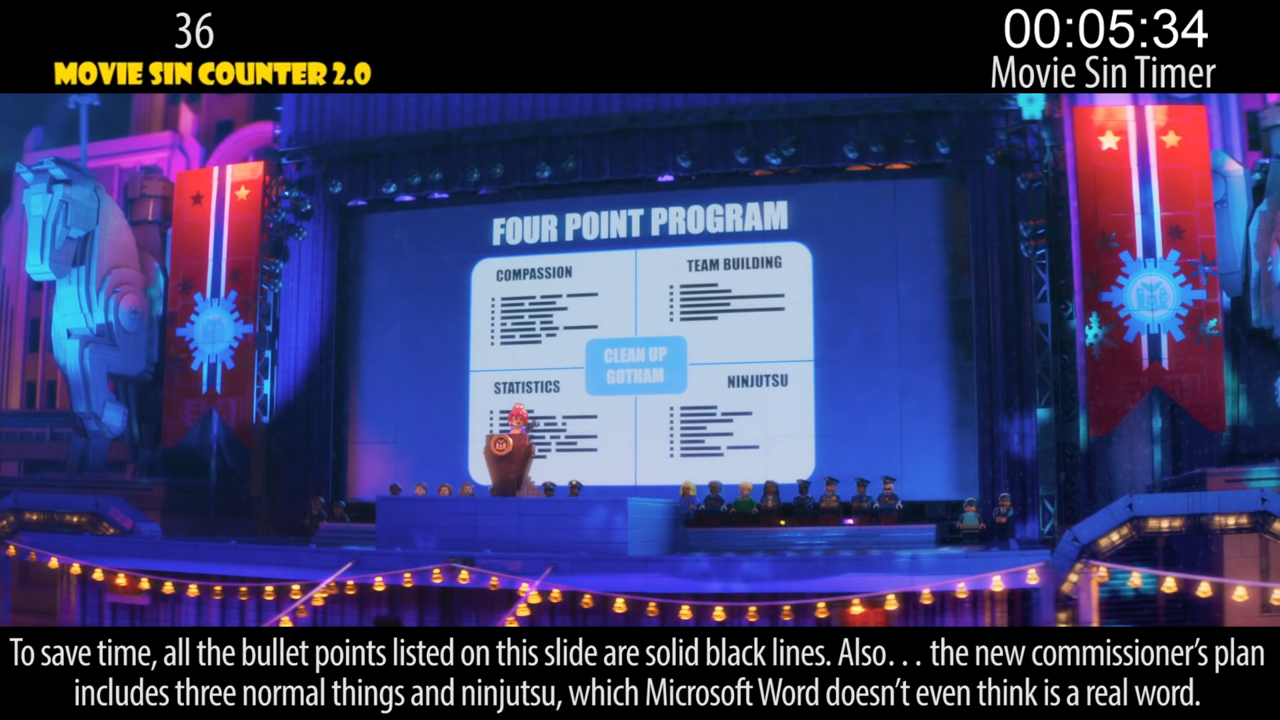 36
MOVIE SIN COUNTER 2.0
00:05:34
Movie Sin Timer
FOUR POINT PROGRAM
COMPASSION
TEAM BUILDING
CLEAN UP
GOTHAM
STATISTICS
NINJUTSU
To save time, all the bullet points listed on this slide are solid black lines. Also… the new commissioner’s plan
includes three normal things and ninjutsu, which Microsoft Word doesn’t even think is a real word.